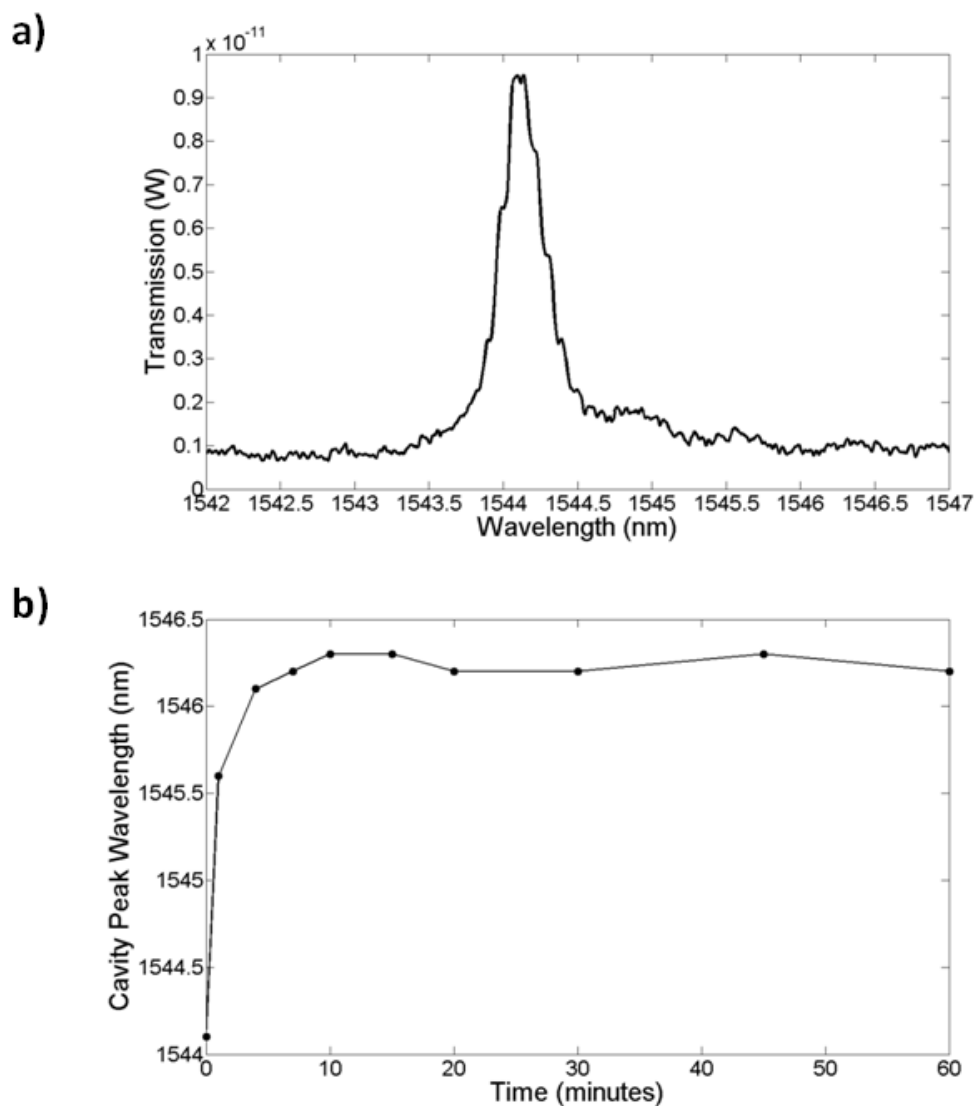 a)
1 x 10⁻¹¹
0.9
0.8
0.7
0.6
0.5
0.4
0.3
0.2
0.1
0
Transmission (W)
1542 1542.5 1543 1543.5 1544 1544.5 1545 1545.5 1546 1546.5 1547
Wavelength (nm)
b)
1546.5
1546
1545.5
1545
1544.5
1544
Cavity Peak Wavelength (nm)
0 10 20 30 40 50 60
Time (minutes)